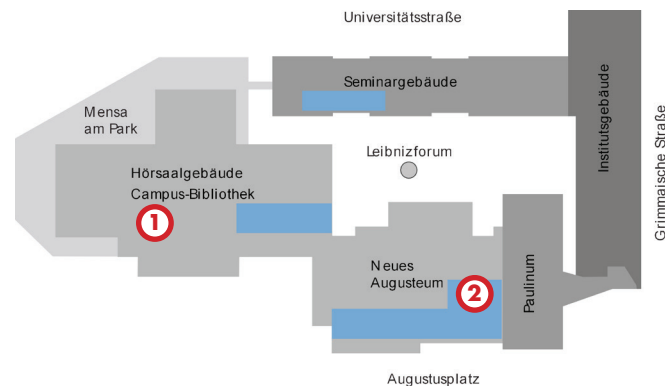 Universitätsstraße
Seminargebäude
Institutsgebäude
Grimmaische Straße
Mensa
am Park
Leibnizforum
Hörsaalgebäude
Campus-Bibliothek
1
Neues
Augusteum
2
Paulinum
Augustusplatz